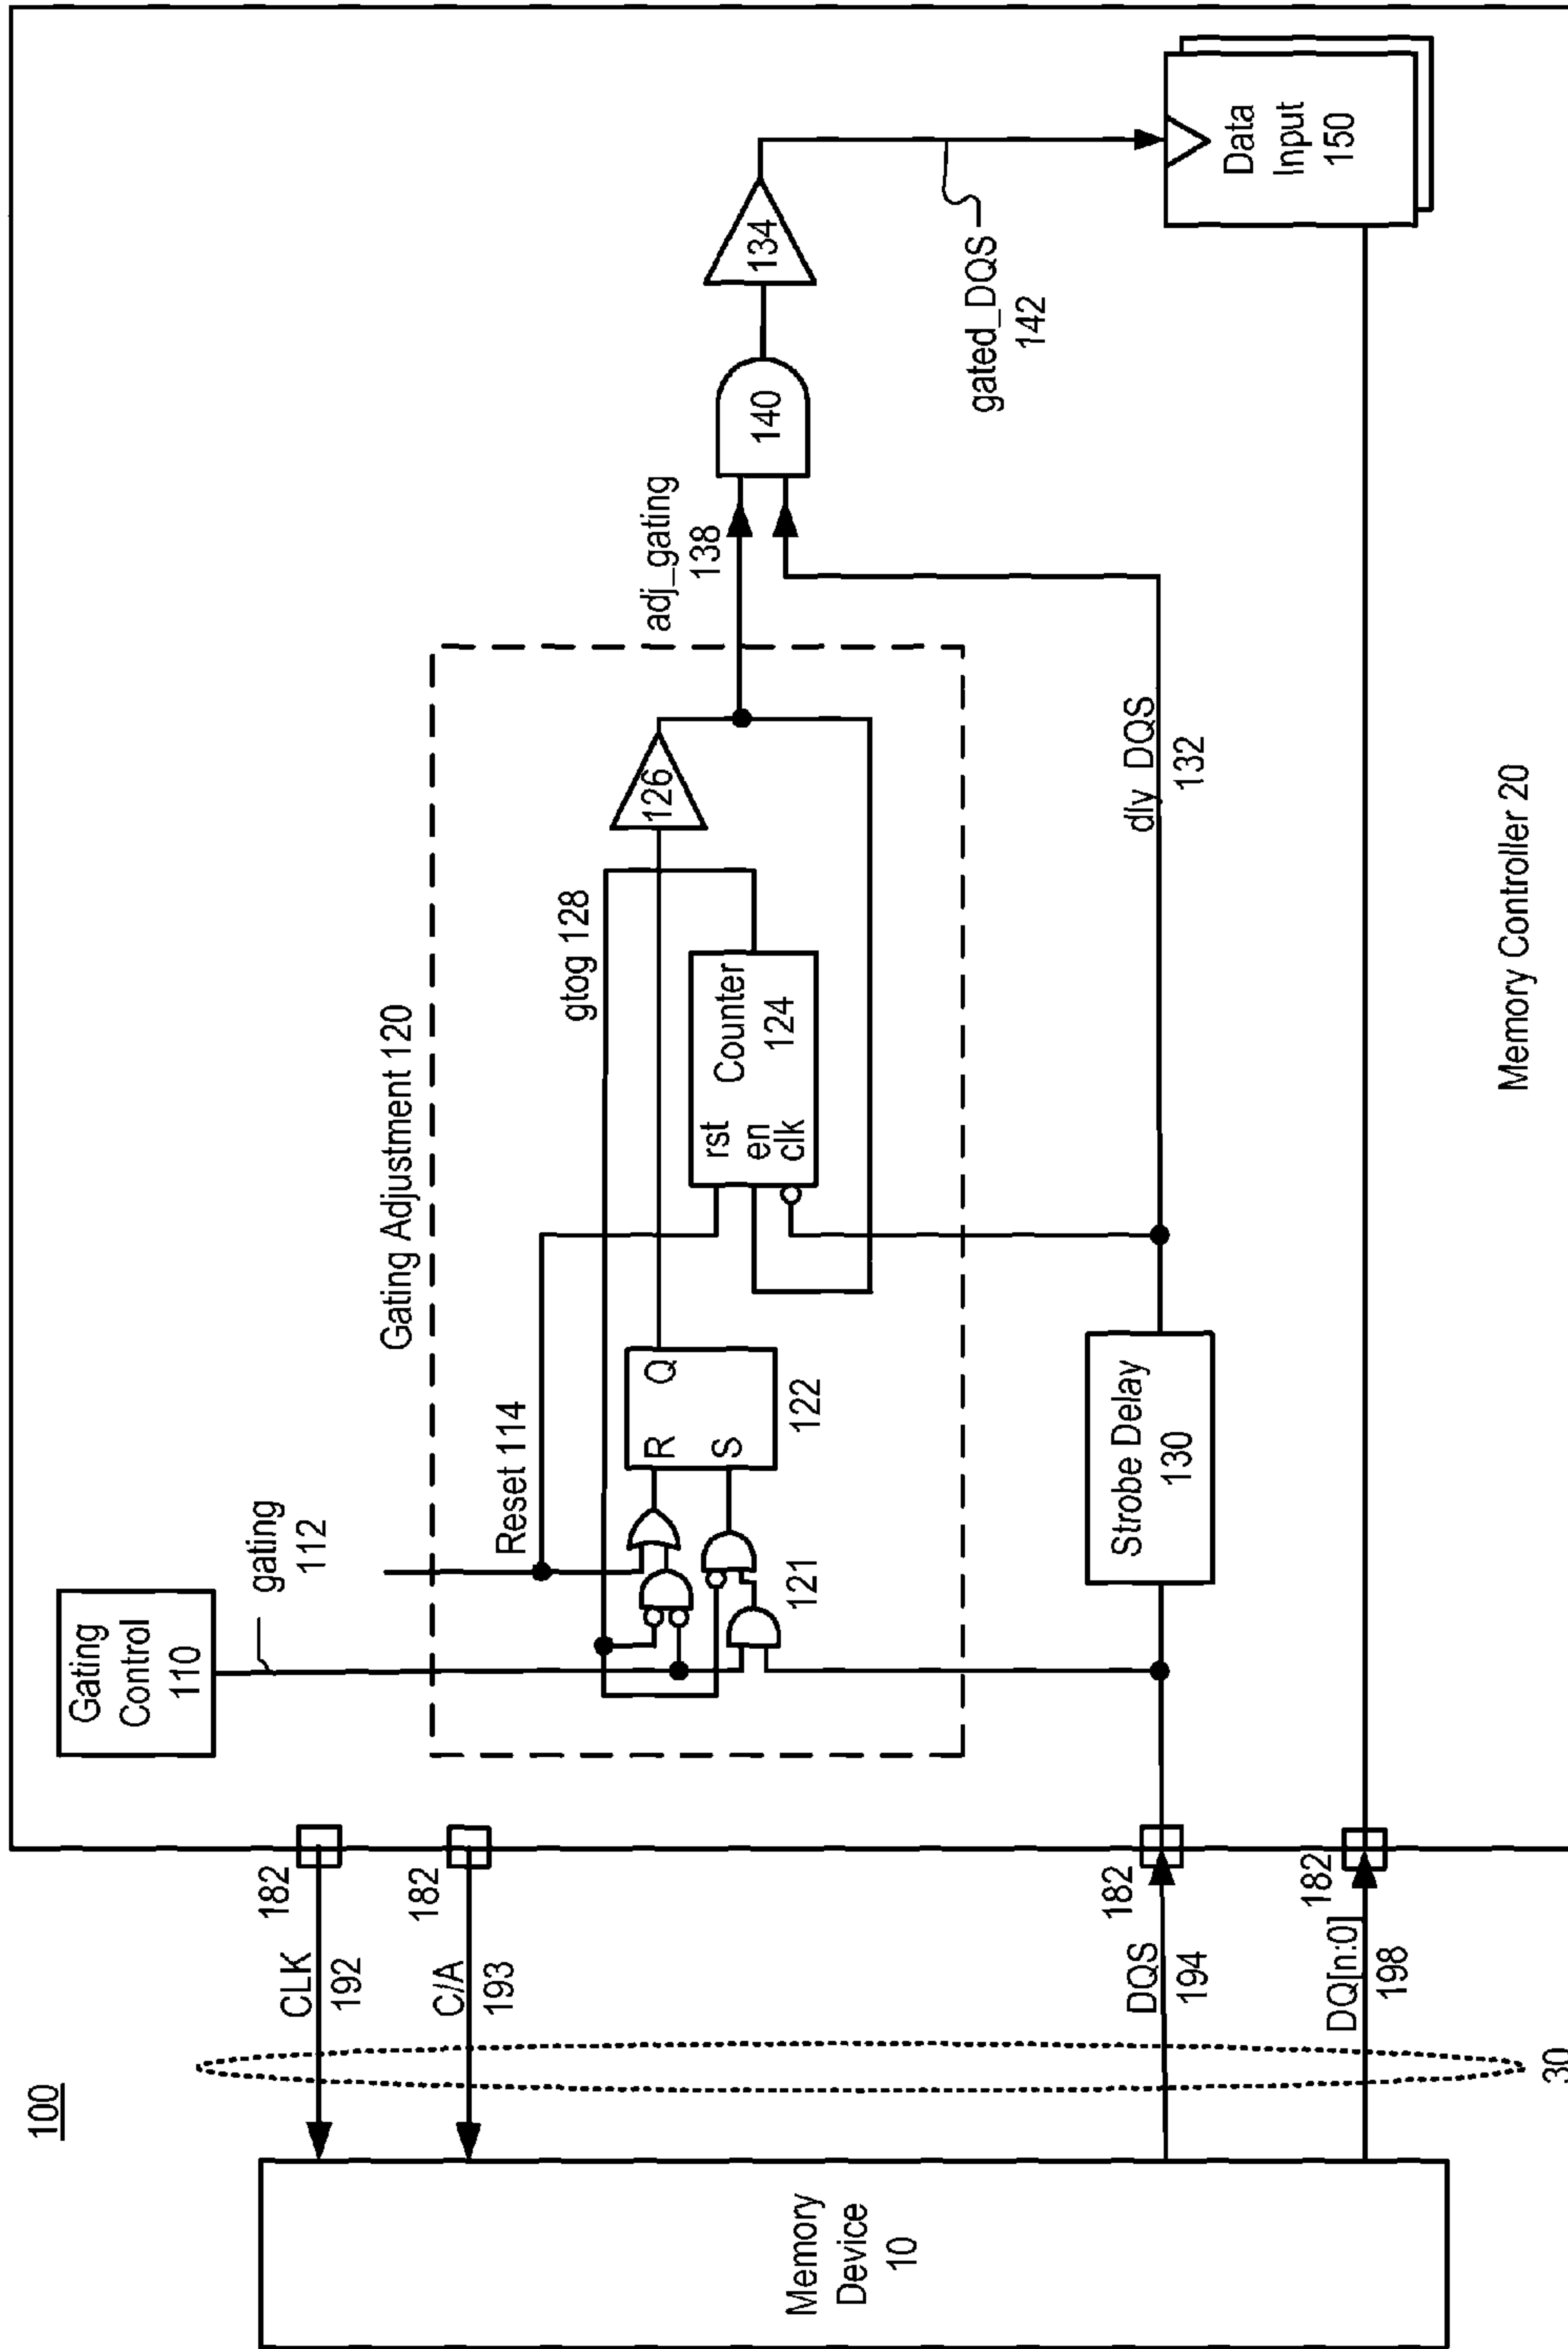 100
Memory
Device
10
CLK
192
C/A
193
DQS
194
DQ[n:0]
198
30
182
182
182
182
Gating
Control
110
gating
112
Reset 114
Gating Adjustment 120
121
R
S
Q
122
gtog 128
rst
en
clk
Counter
124
126
adj_gating
138
Strobe Delay
130
dly_DQS
132
140
134
gated_DQS
142
Data
Input
150
Memory Controller 20